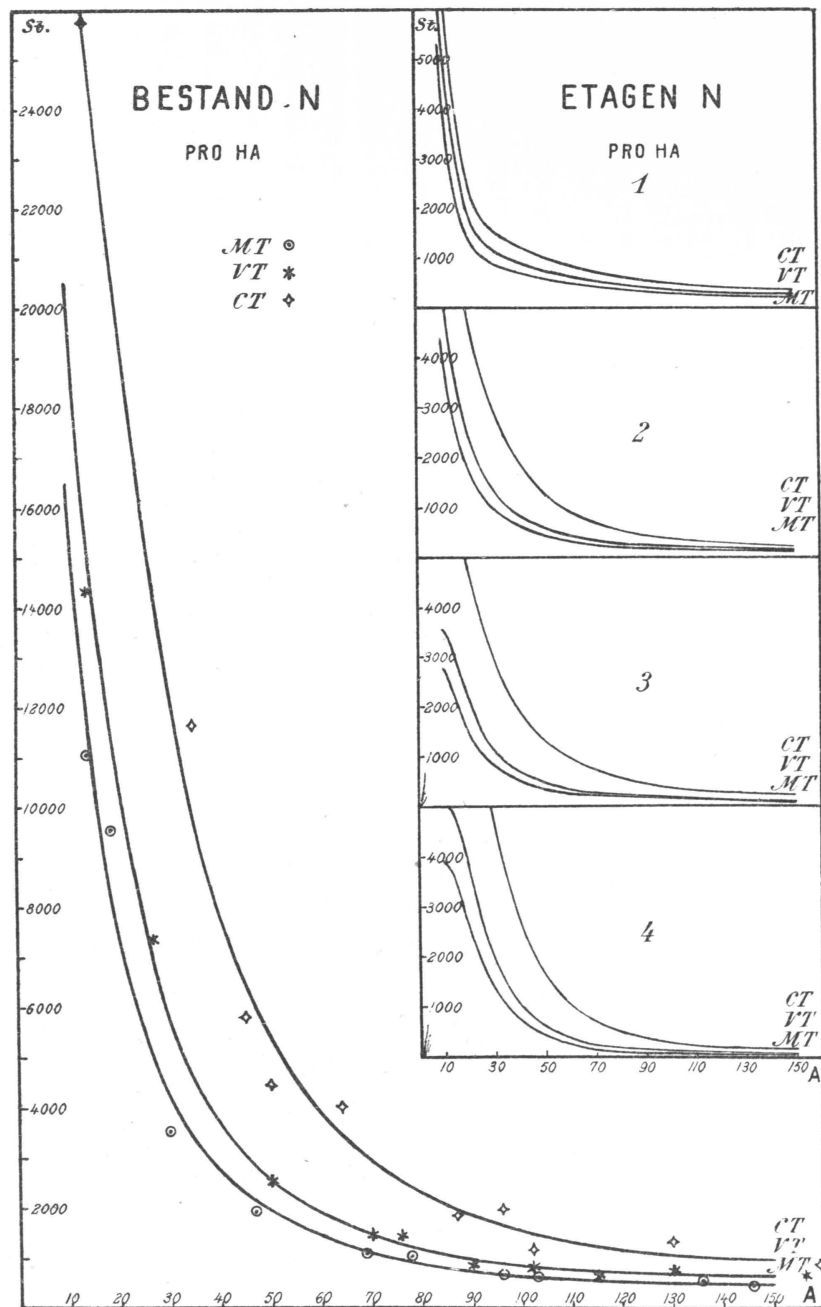 St.
BESTAND N
PRO HA
MT
VT
CT
24000
22000
20000
18000
16000
14000
12000
10000
8000
6000
4000
2000
CT
VT
MT
10 20 30 40 50 60 70 80 90 100 110 120 130 140 150 A
St.
ETAGEN N
PRO HA
1
5000
4000
3000
2000
1000
CT
VT
MT
2
4000
3000
2000
1000
CT
VT
MT
3
4000
3000
2000
1000
CT
VT
MT
4
4000
3000
2000
1000
CT
VT
MT
10 30 50 70 90 110 130 150 A